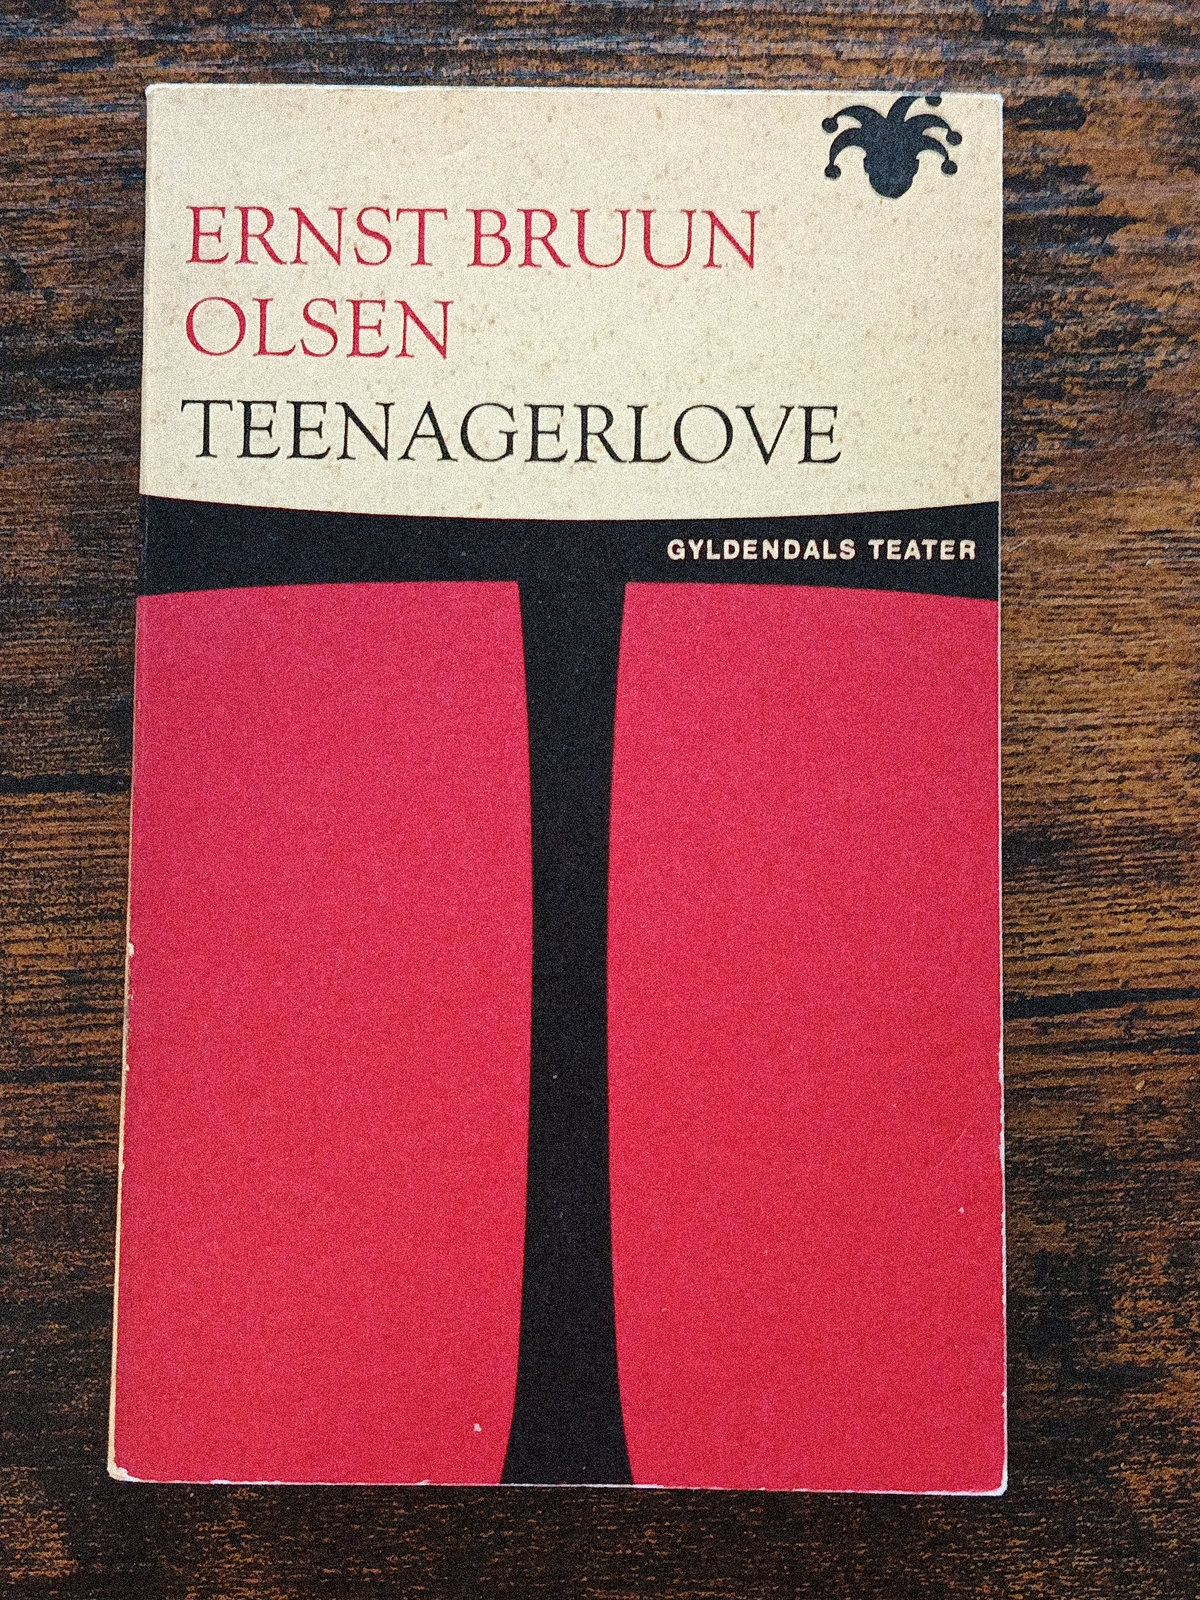 ERNST BRUUN
OLSEN
TEENAGERLOVE
GYLDENDALS TEATER